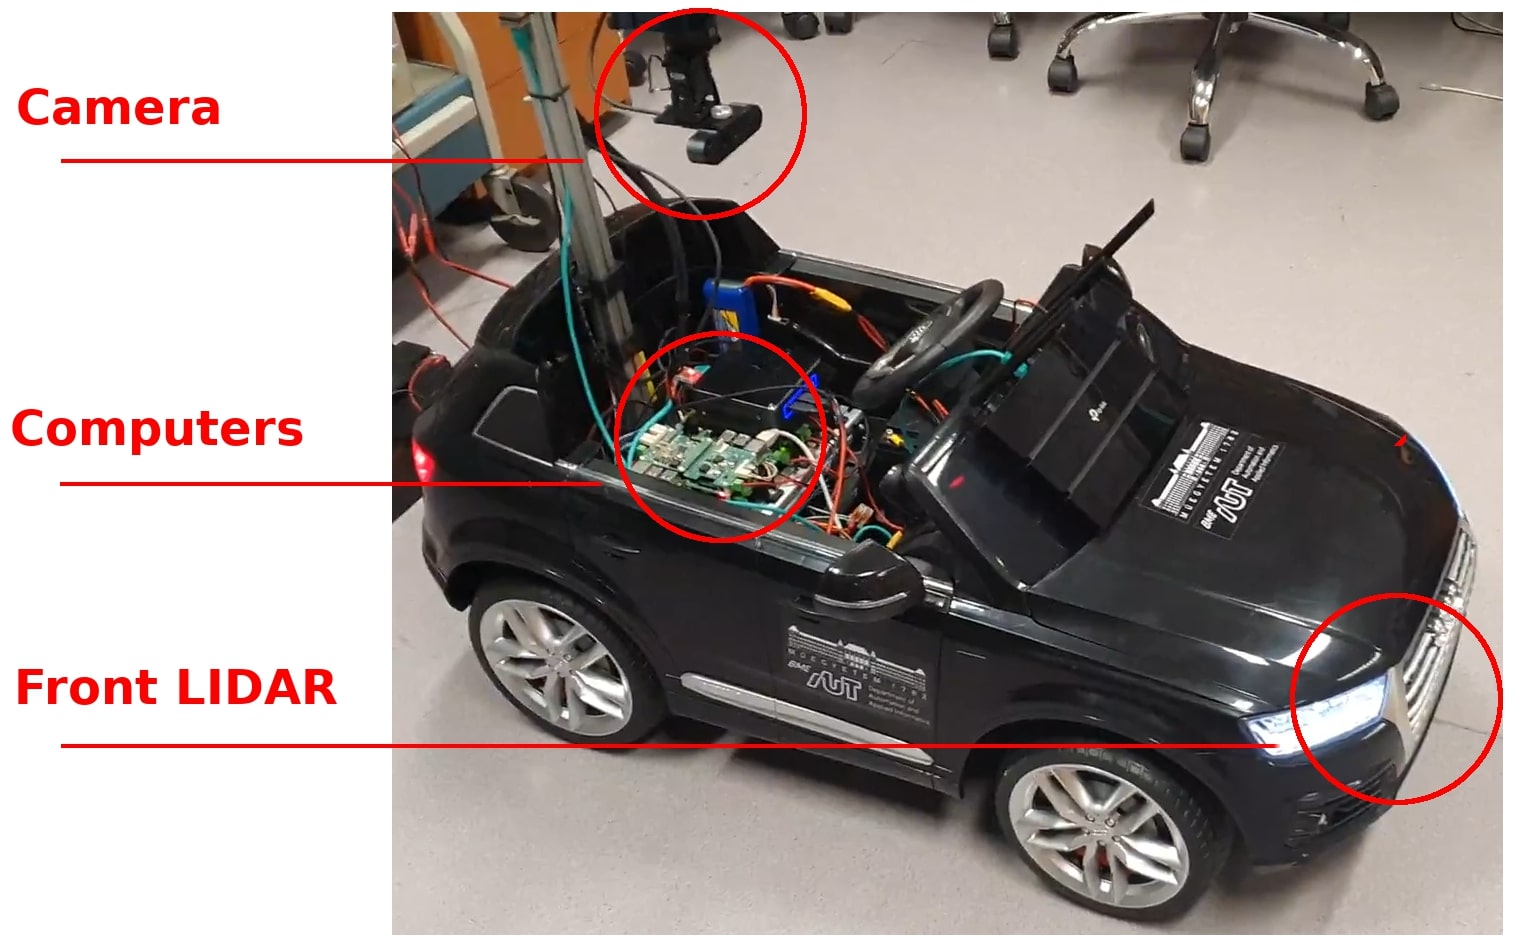 Camera
Computers
Front LIDAR
MŰEGYETEM 1782
BME AUT
Department of
Automation and
Applied Informatics
MŰEGYETEM 1782
BME AUT
Department of
Automation and
Applied Informatics